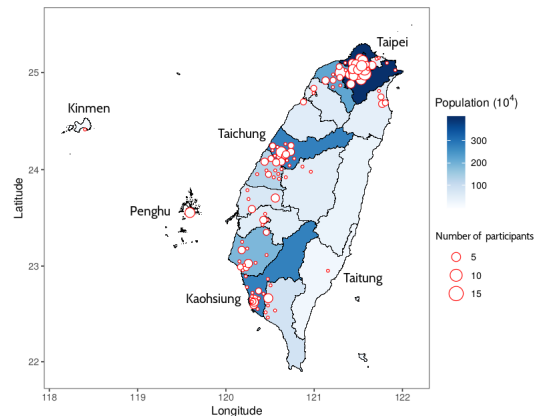 Taipei
Kinmen
Taichung
Penghu
Kaohsiung
Taitung
25
24
23
22
Latitude
118
119
120
121
122
Longitude
Population (10⁴)
300
200
100
Number of participants
5
10
15